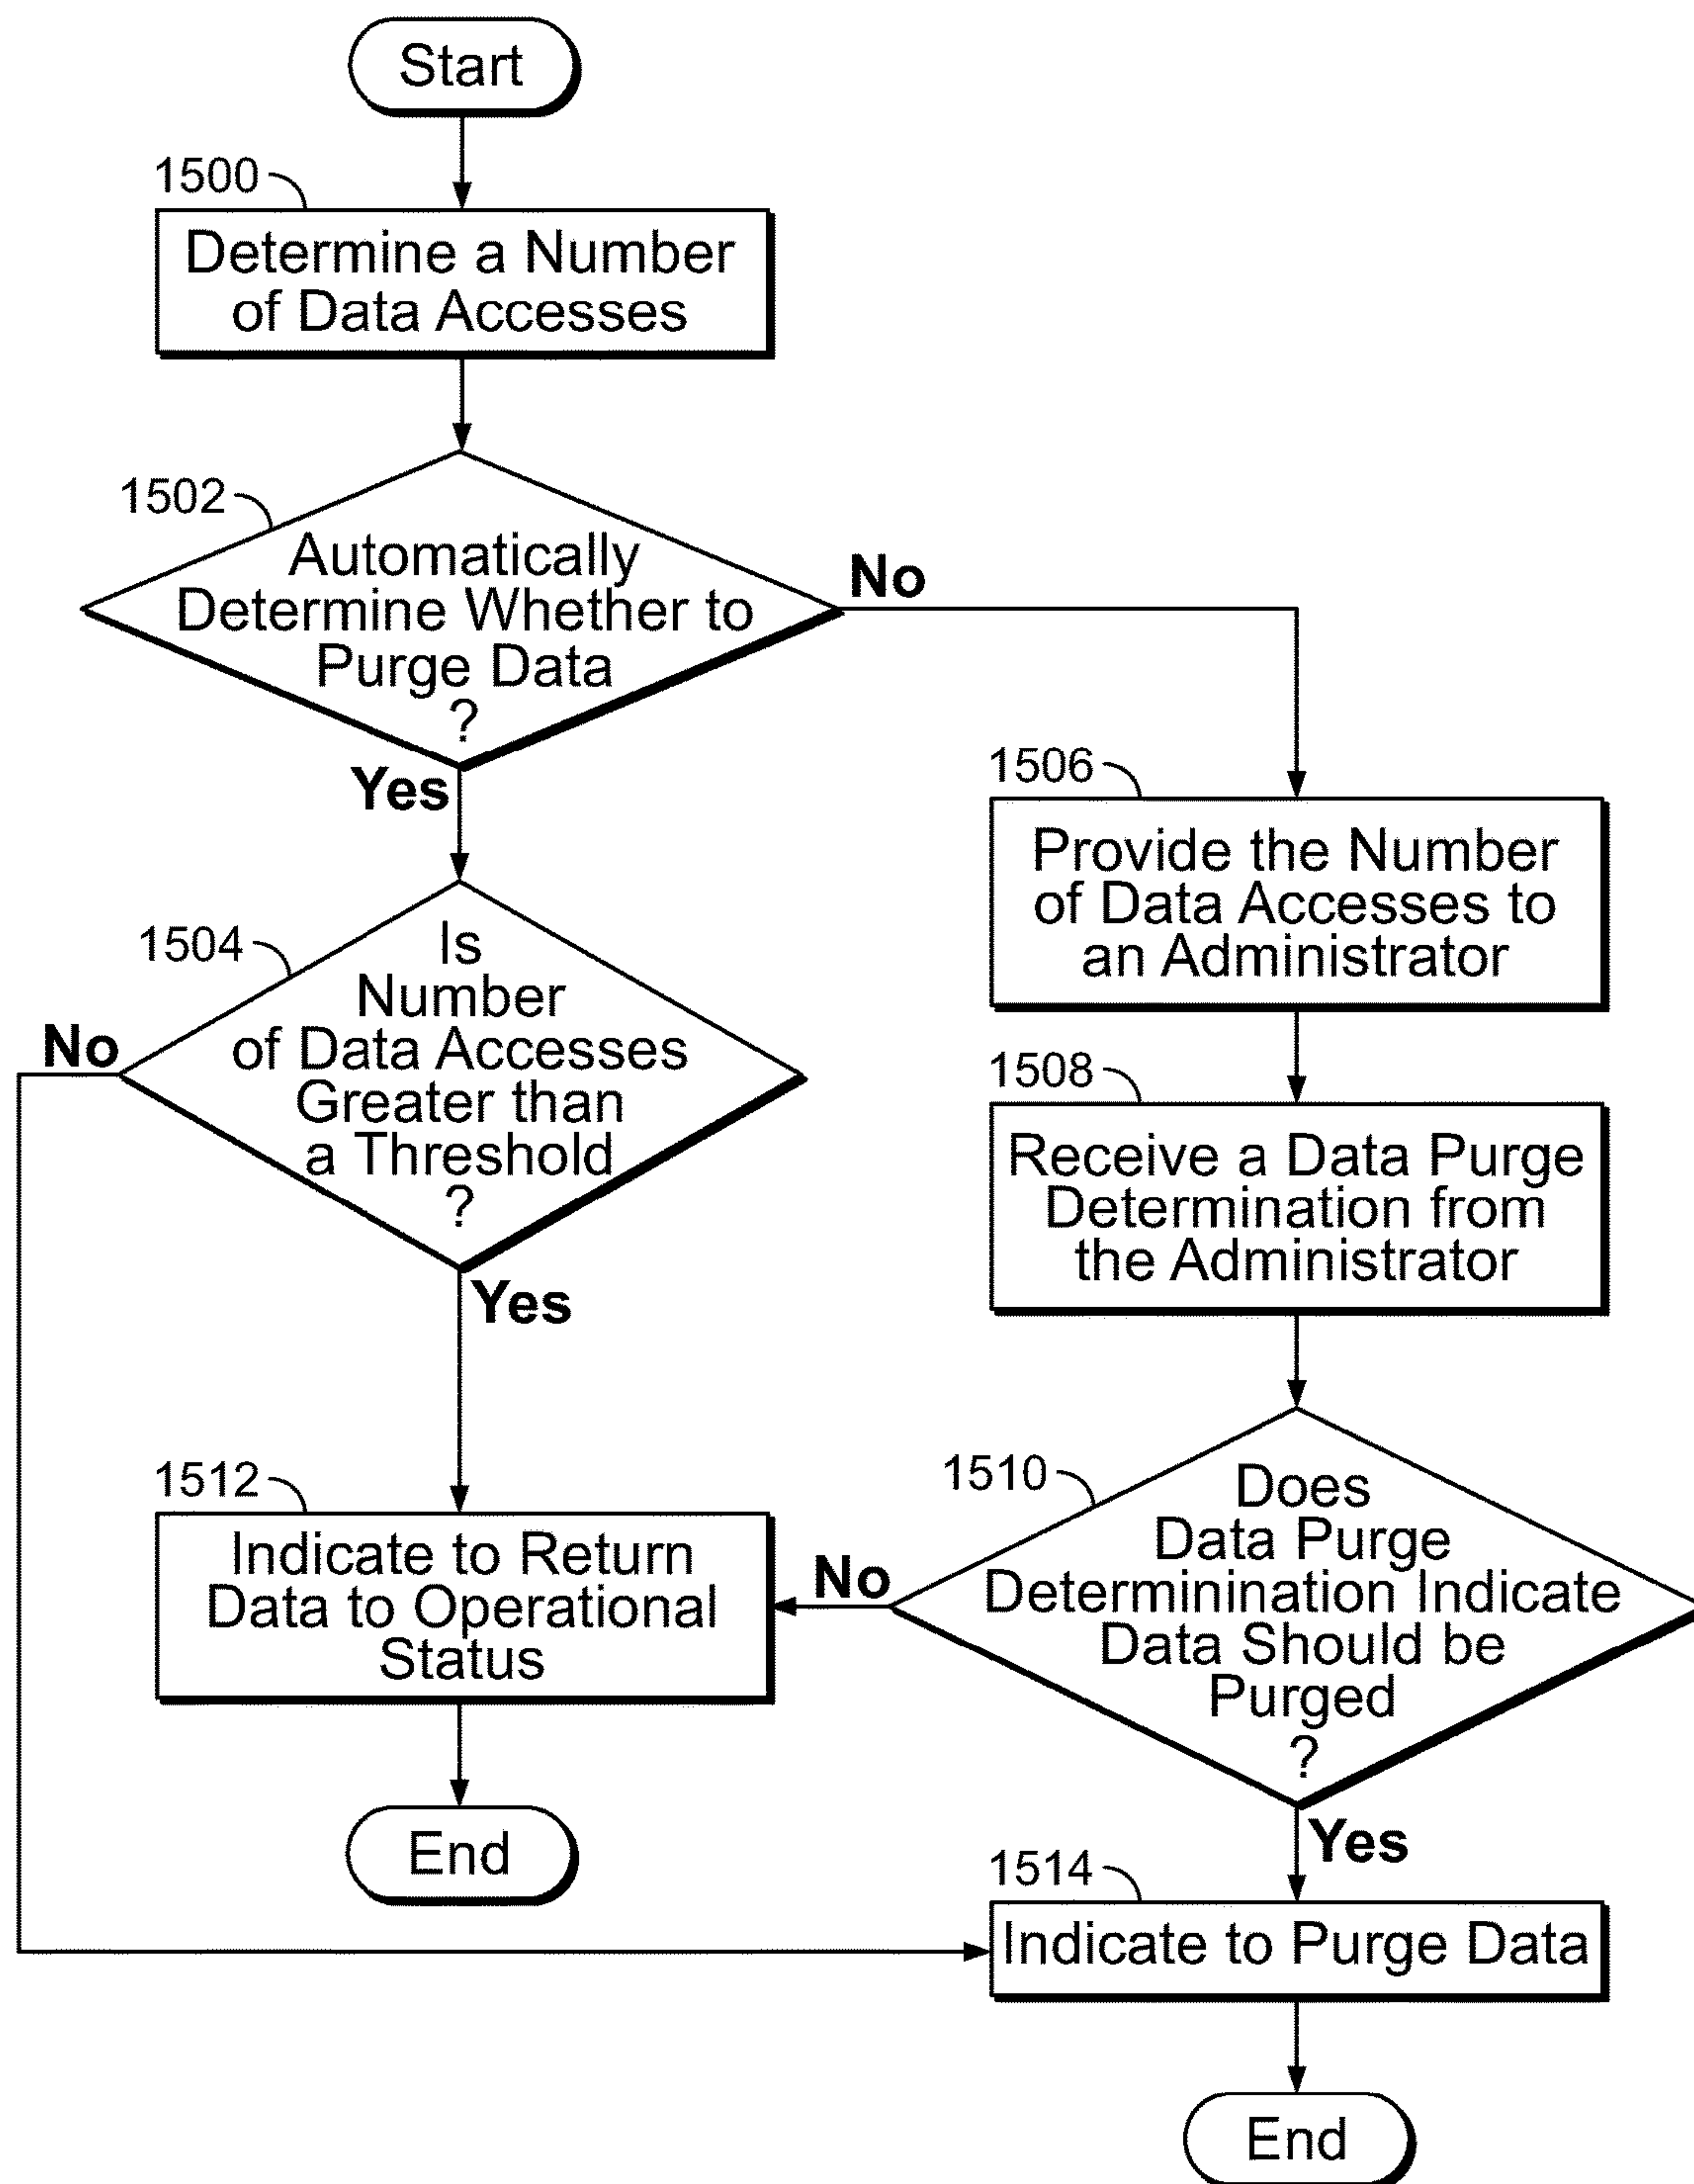 Start
1500
Determine a Number
of Data Accesses
1502
Automatically
Determine Whether to
Purge Data
?
No
Yes
1504
Is
Number
of Data Accesses
Greater than
a Threshold
?
No
Yes
1506
Provide the Number
of Data Accesses to
an Administrator
1508
Receive a Data Purge
Determination from
the Administrator
1510
Does
Data Purge
Determinination Indicate
Data Should be
Purged
?
No
Yes
1512
Indicate to Return
Data to Operational
Status
End
1514
Indicate to Purge Data
End